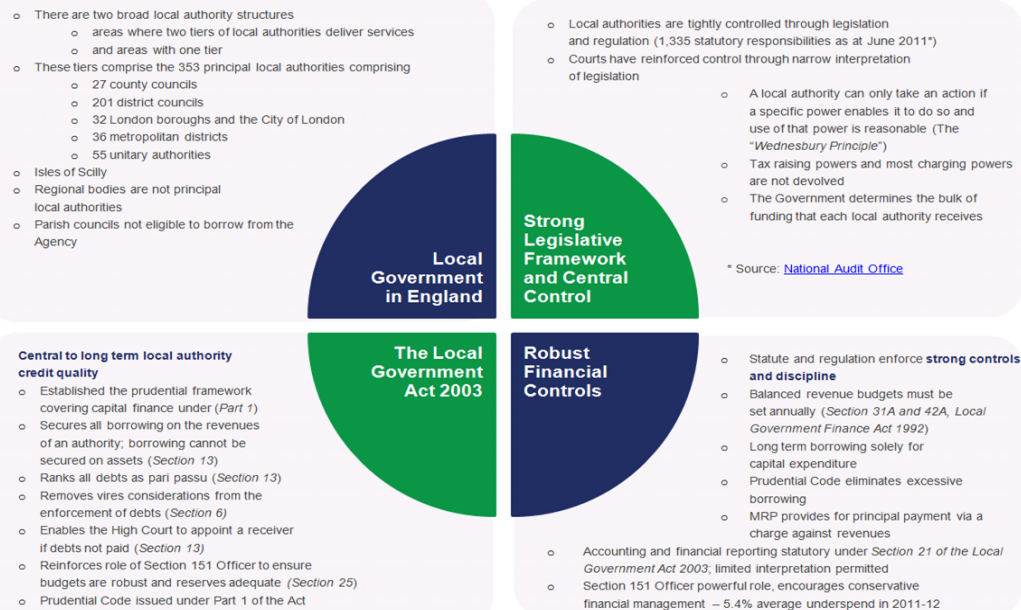 ○ There are two broad local authority structures
○ areas where two tiers of local authorities deliver services
○ and areas with one tier
○ These tiers comprise the 353 principal local authorities comprising
○ 27 county councils
○ 201 district councils
○ 32 London boroughs and the City of London
○ 36 metropolitan districts
○ 55 unitary authorities
○ Isles of Scilly
○ Regional bodies are not principal
local authorities
○ Parish councils not eligible to borrow from the
Agency
Local
Government
in England
○ Local authorities are tightly controlled through legislation
and regulation (1,335 statutory responsibilities as at June 2011*)
○ Courts have reinforced control through narrow interpretation
of legislation
○ A local authority can only take an action if
a specific power enables it to do so and
use of that power is reasonable (The
“Wednesbury Principle”)
○ Tax raising powers and most charging powers
are not devolved
○ The Government determines the bulk of
funding that each local authority receives
* Source: National Audit Office
Strong
Legislative
Framework
and Central
Control
Central to long term local authority
credit quality
○ Established the prudential framework
covering capital finance under (Part 1)
○ Secures all borrowing on the revenues
of an authority; borrowing cannot be
secured on assets (Section 13)
○ Ranks all debts as pari passu (Section 13)
○ Removes vires considerations from the
enforcement of debts (Section 6)
○ Enables the High Court to appoint a receiver
if debts not paid (Section 13)
○ Reinforces role of Section 151 Officer to ensure
budgets are robust and reserves adequate (Section 25)
○ Prudential Code issued under Part 1 of the Act
The Local
Government
Act 2003
Robust
Financial
Controls
○ Statute and regulation enforce strong controls
and discipline
○ Balanced revenue budgets must be
set annually (Section 31A and 42A, Local
Government Finance Act 1992)
○ Long term borrowing solely for
capital expenditure
○ Prudential Code eliminates excessive
borrowing
○ MRP provides for principal payment via a
charge against revenues
○ Accounting and financial reporting statutory under Section 21 of the Local
Government Act 2003; limited interpretation permitted
○ Section 151 Officer powerful role, encourages conservative
financial management – 5.4% average underspend in 2011-12